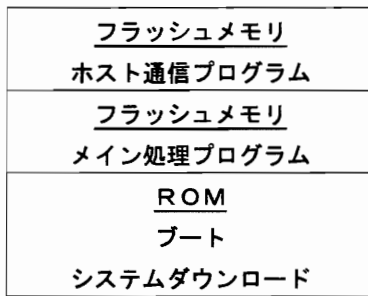 フラッシュメモリ
ホスト通信プログラム
フラッシュメモリ
メイン処理プログラム
ROM
ブート
システムダウンロード